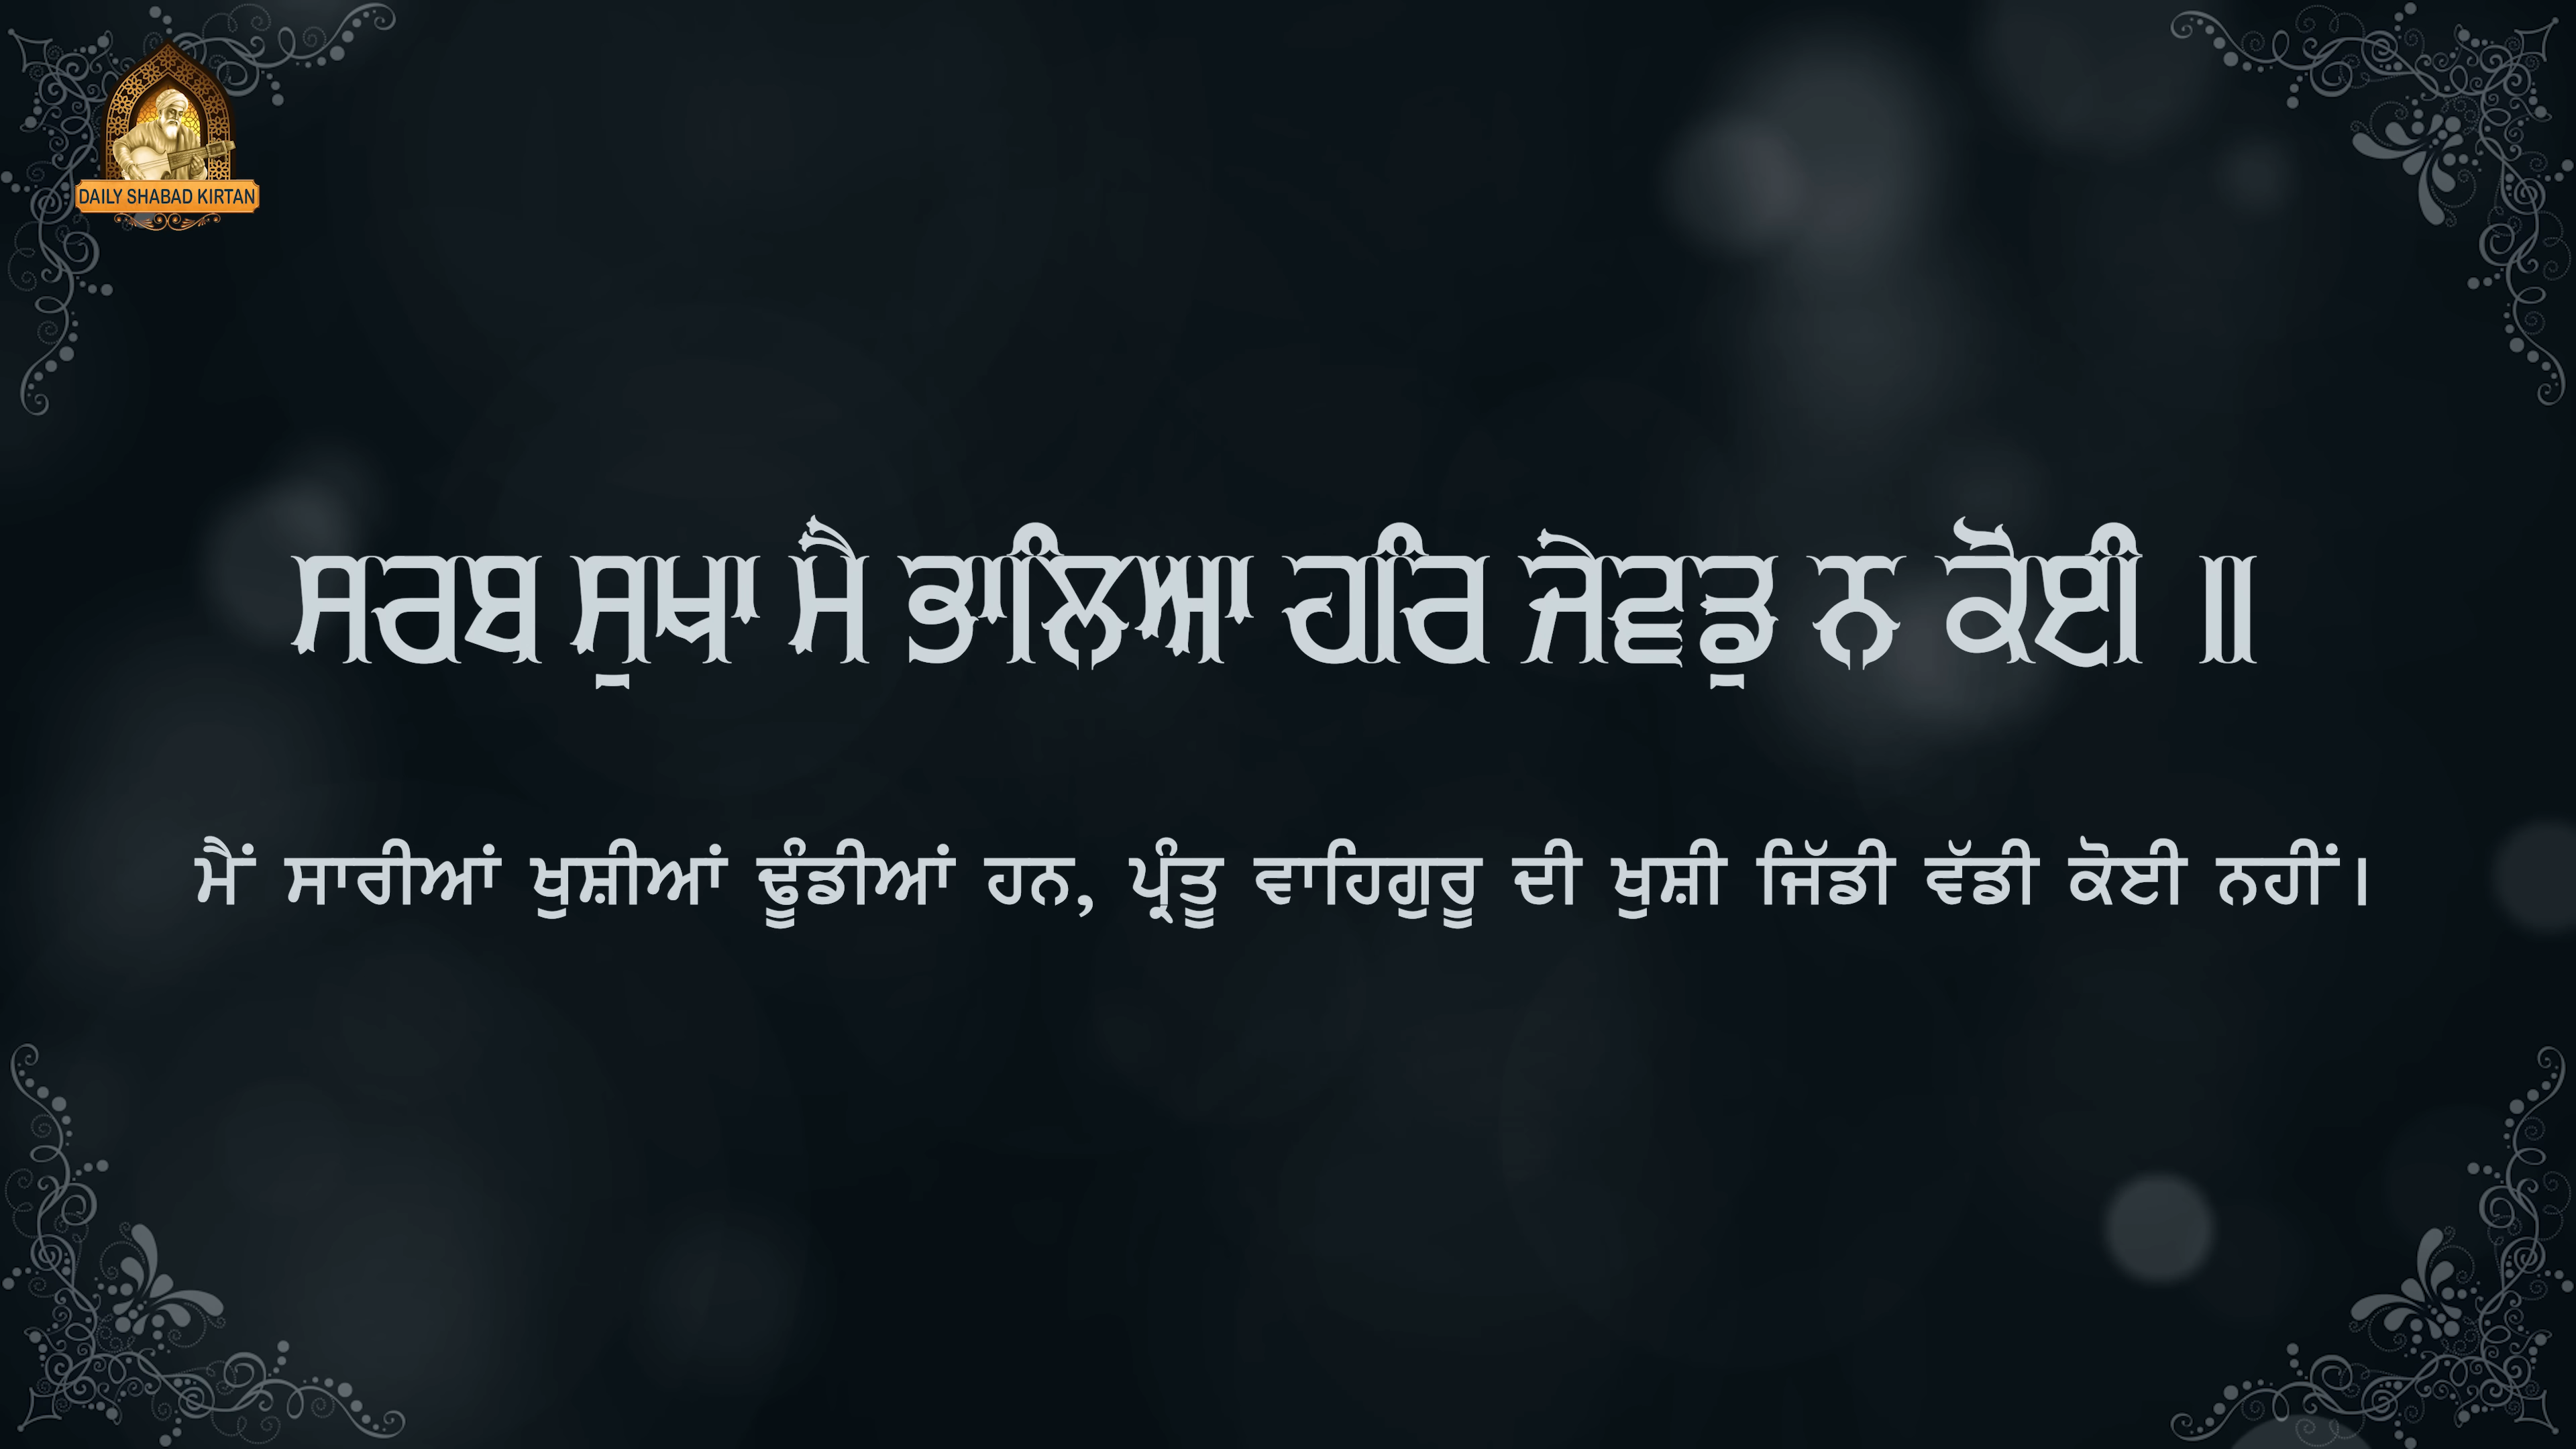 DAILY SHABAD KIRTAN
ਸਰਬ ਸੁਖਾ ਮੈ ਭਾਲਿਆ ਹਰਿ ਜੇਵਡੁ ਨ ਕੋਈ ॥
ਮੈਂ ਸਾਰੀਆਂ ਖੁਸ਼ੀਆਂ ਢੂੰਡੀਆਂ ਹਨ, ਪ੍ਰੰਤੂ ਵਾਹਿਗੁਰੂ ਦੀ ਖੁਸ਼ੀ ਜਿੱਡੀ ਵੱਡੀ ਕੋਈ ਨਹੀਂ।